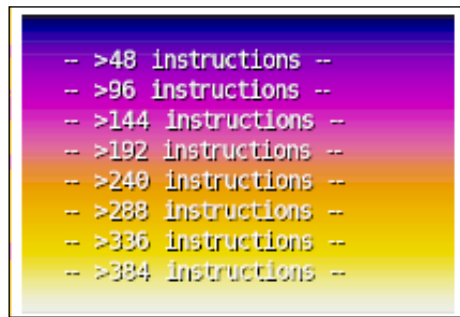 -- >48 instructions --
-- >96 instructions --
-- >144 instructions --
-- >192 instructions --
-- >240 instructions --
-- >288 instructions --
-- >336 instructions --
-- >384 instructions --